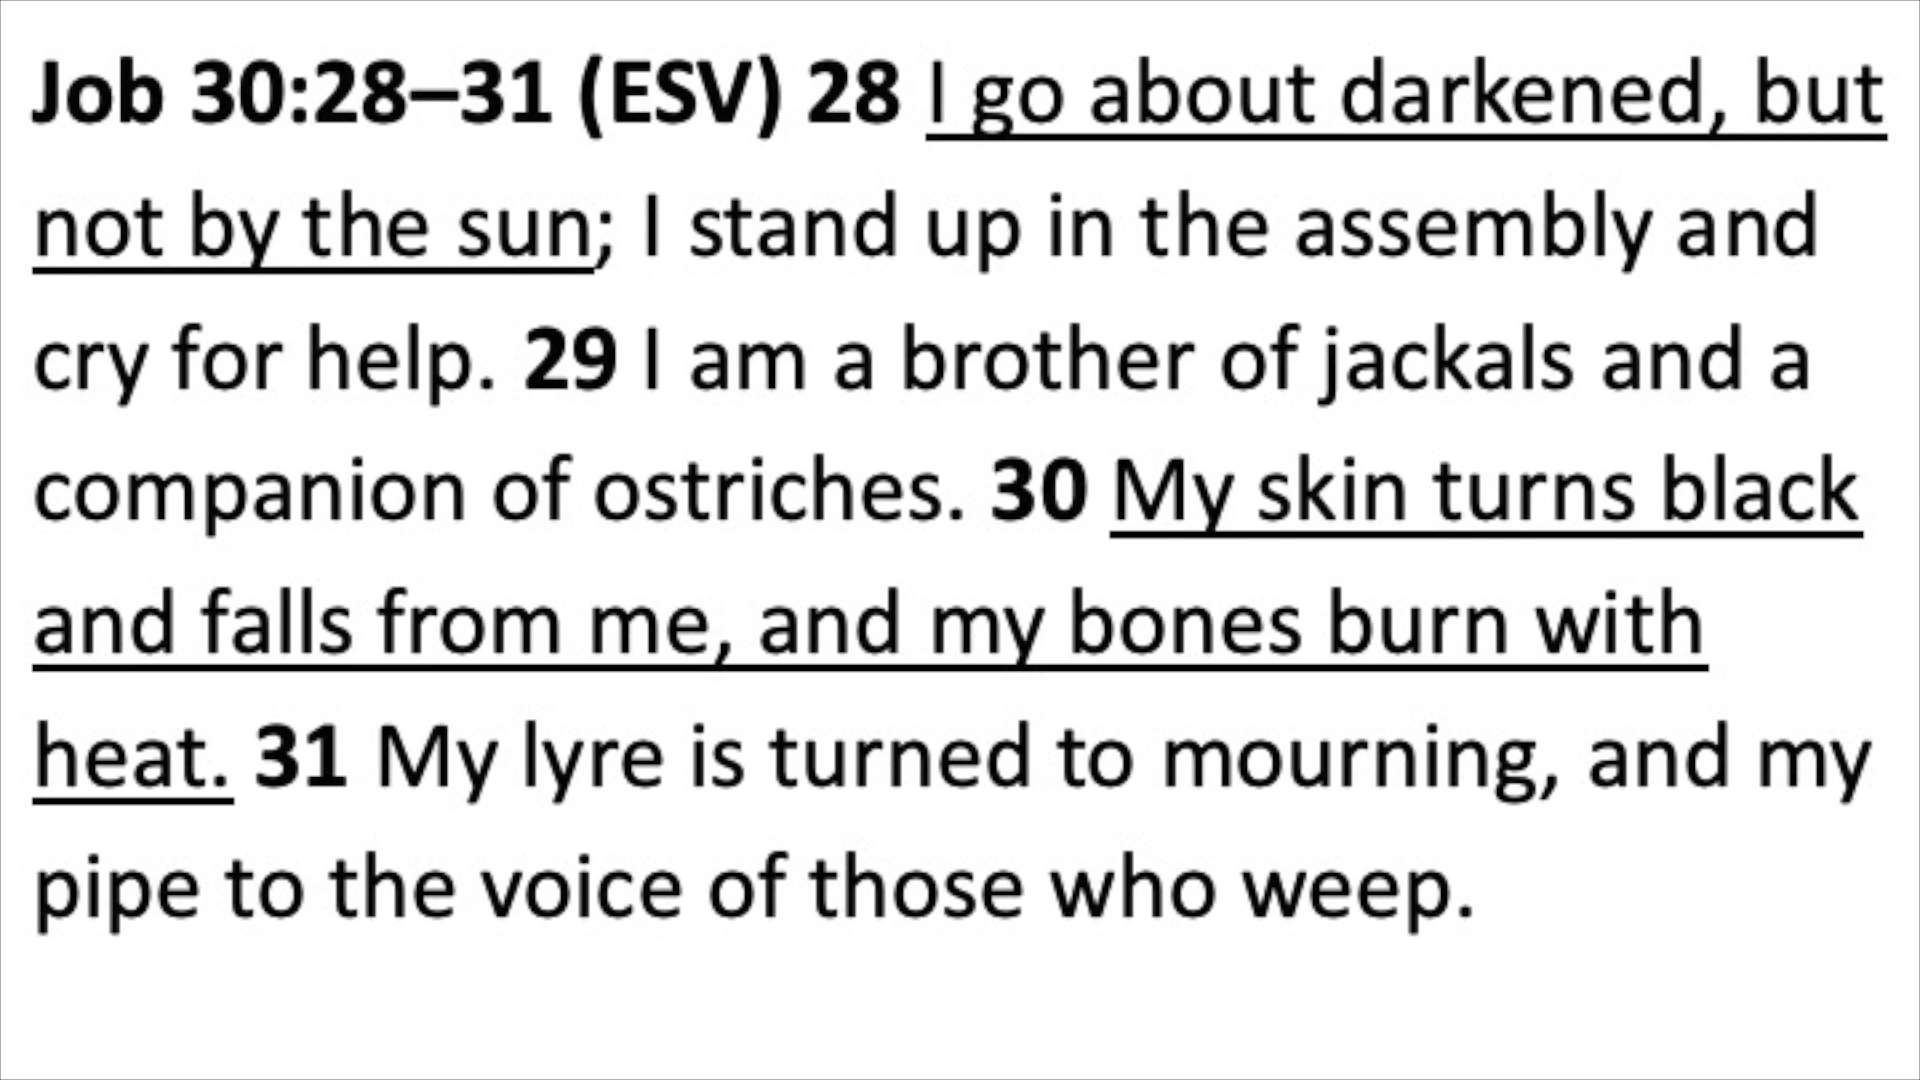 Job 30:28–31 (ESV) 28 I go about darkened, but
not by the sun; I stand up in the assembly and
cry for help. 29 I am a brother of jackals and a
companion of ostriches. 30 My skin turns black
and falls from me, and my bones burn with
heat. 31 My lyre is turned to mourning, and my
pipe to the voice of those who weep.